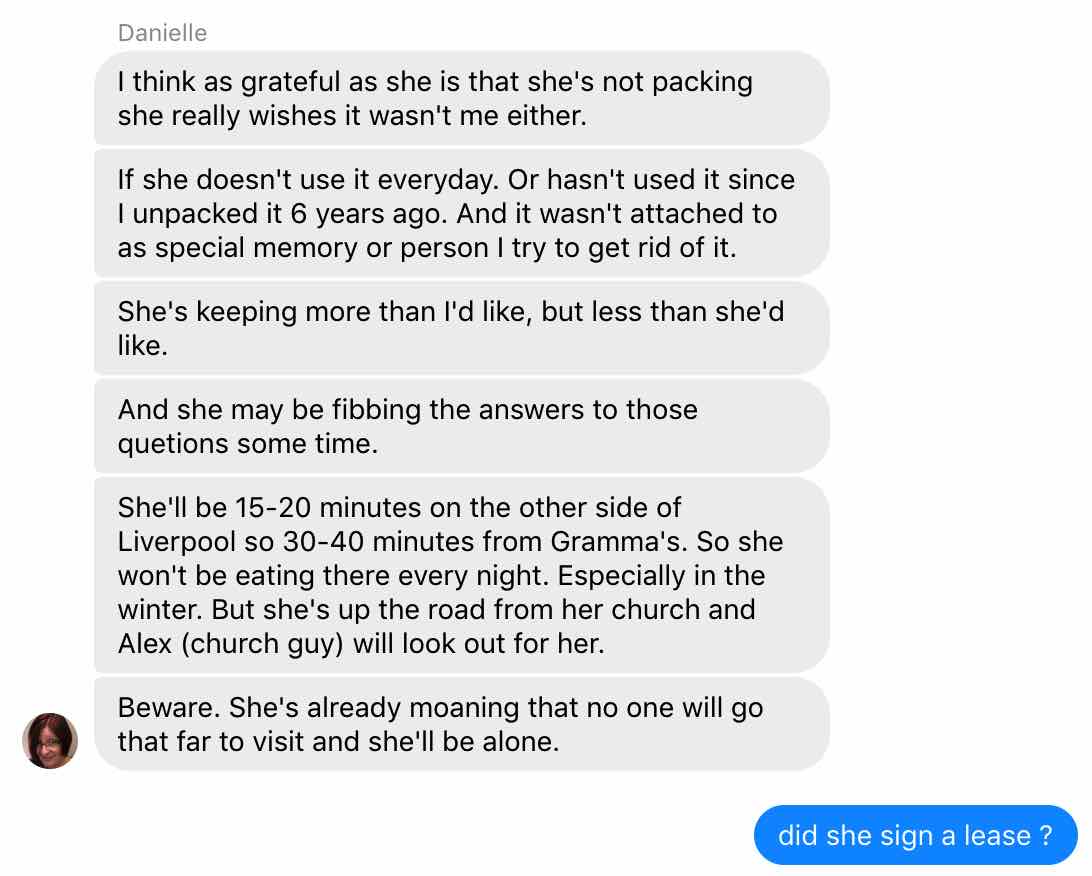 Danielle
I think as grateful as she is that she's not packing
she really wishes it wasn't me either.
If she doesn't use it everyday. Or hasn't used it since
I unpacked it 6 years ago. And it wasn't attached to
as special memory or person I try to get rid of it.
She's keeping more than I'd like, but less than she'd
like.
And she may be fibbing the answers to those
quetions some time.
She'll be 15-20 minutes on the other side of
Liverpool so 30-40 minutes from Gramma's. So she
won't be eating there every night. Especially in the
winter. But she's up the road from her church and
Alex (church guy) will look out for her.
Beware. She's already moaning that no one will go
that far to visit and she'll be alone.
did she sign a lease ?